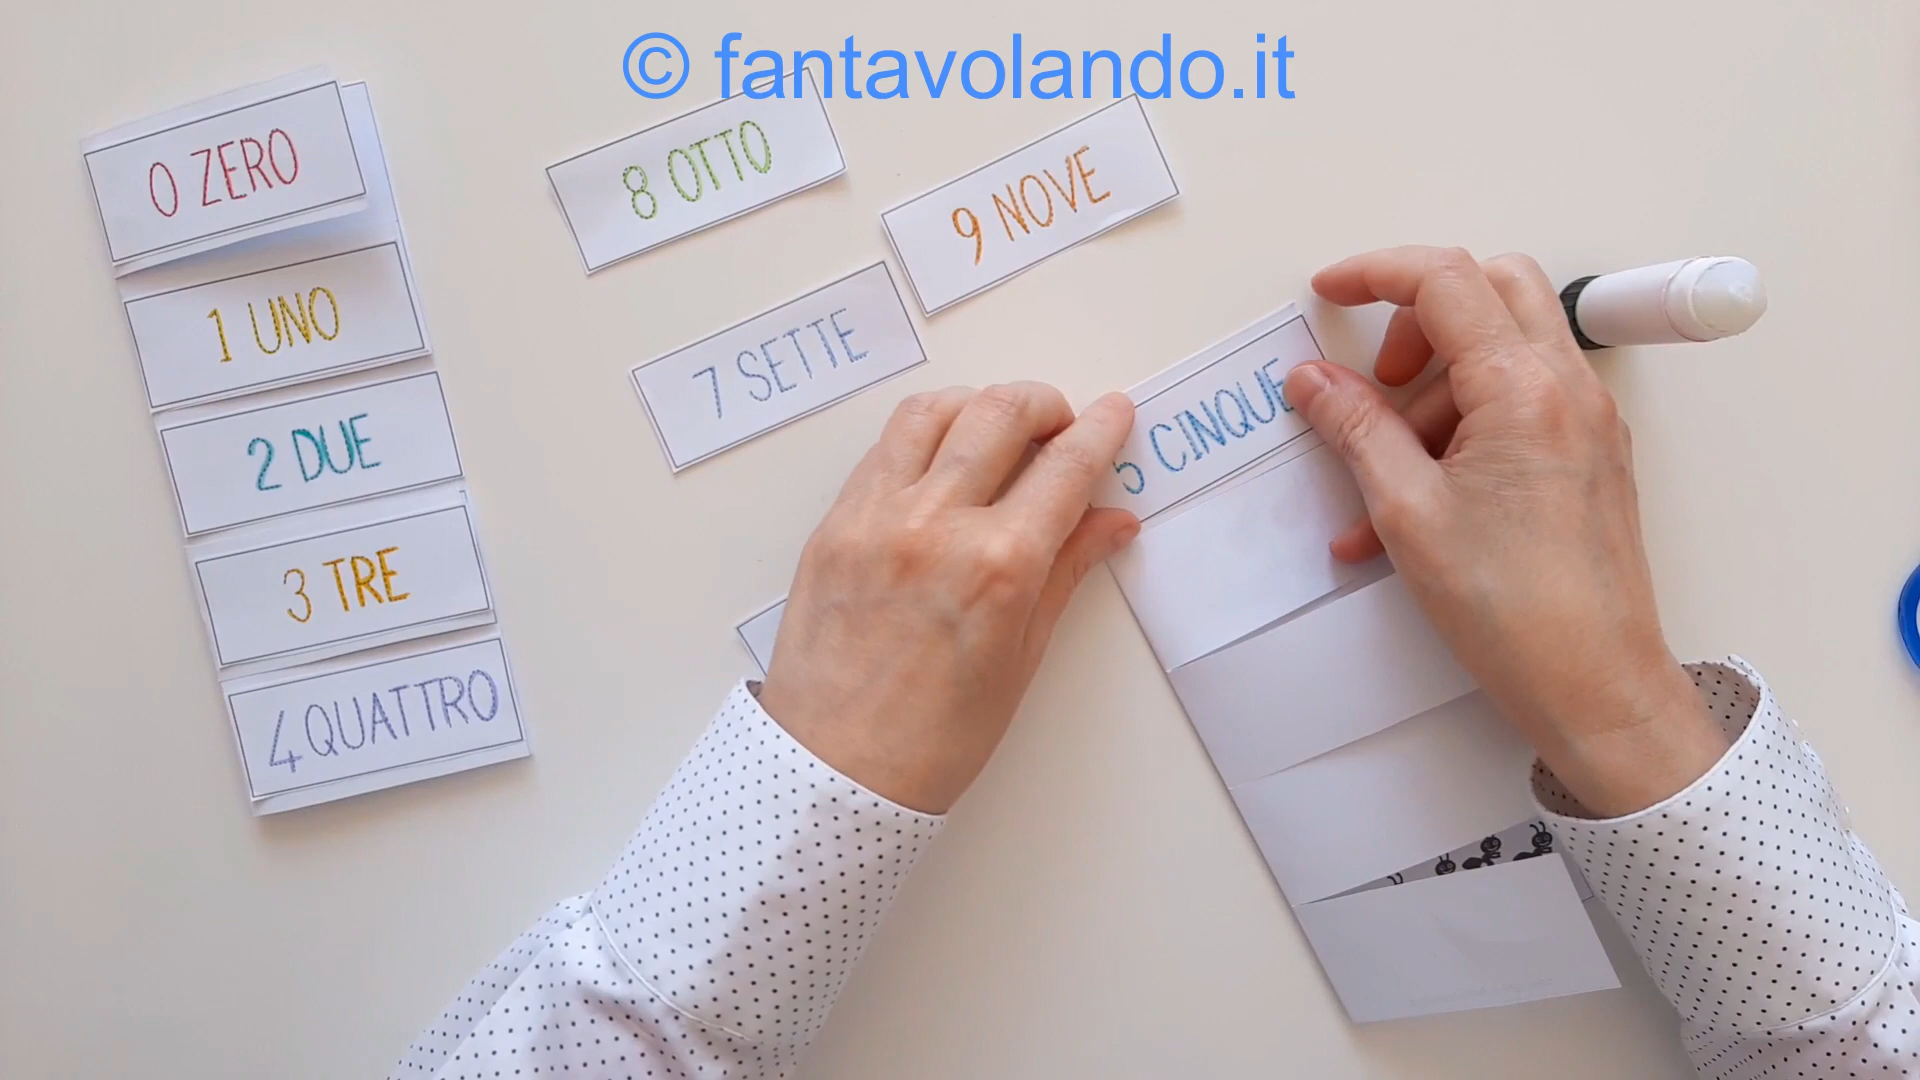 © fantavolando.it
0 ZERO
1 UNO
2 DUE
3 TRE
4 QUATTRO
8 OTTO
9 NOVE
7 SETTE
5 CINQUE